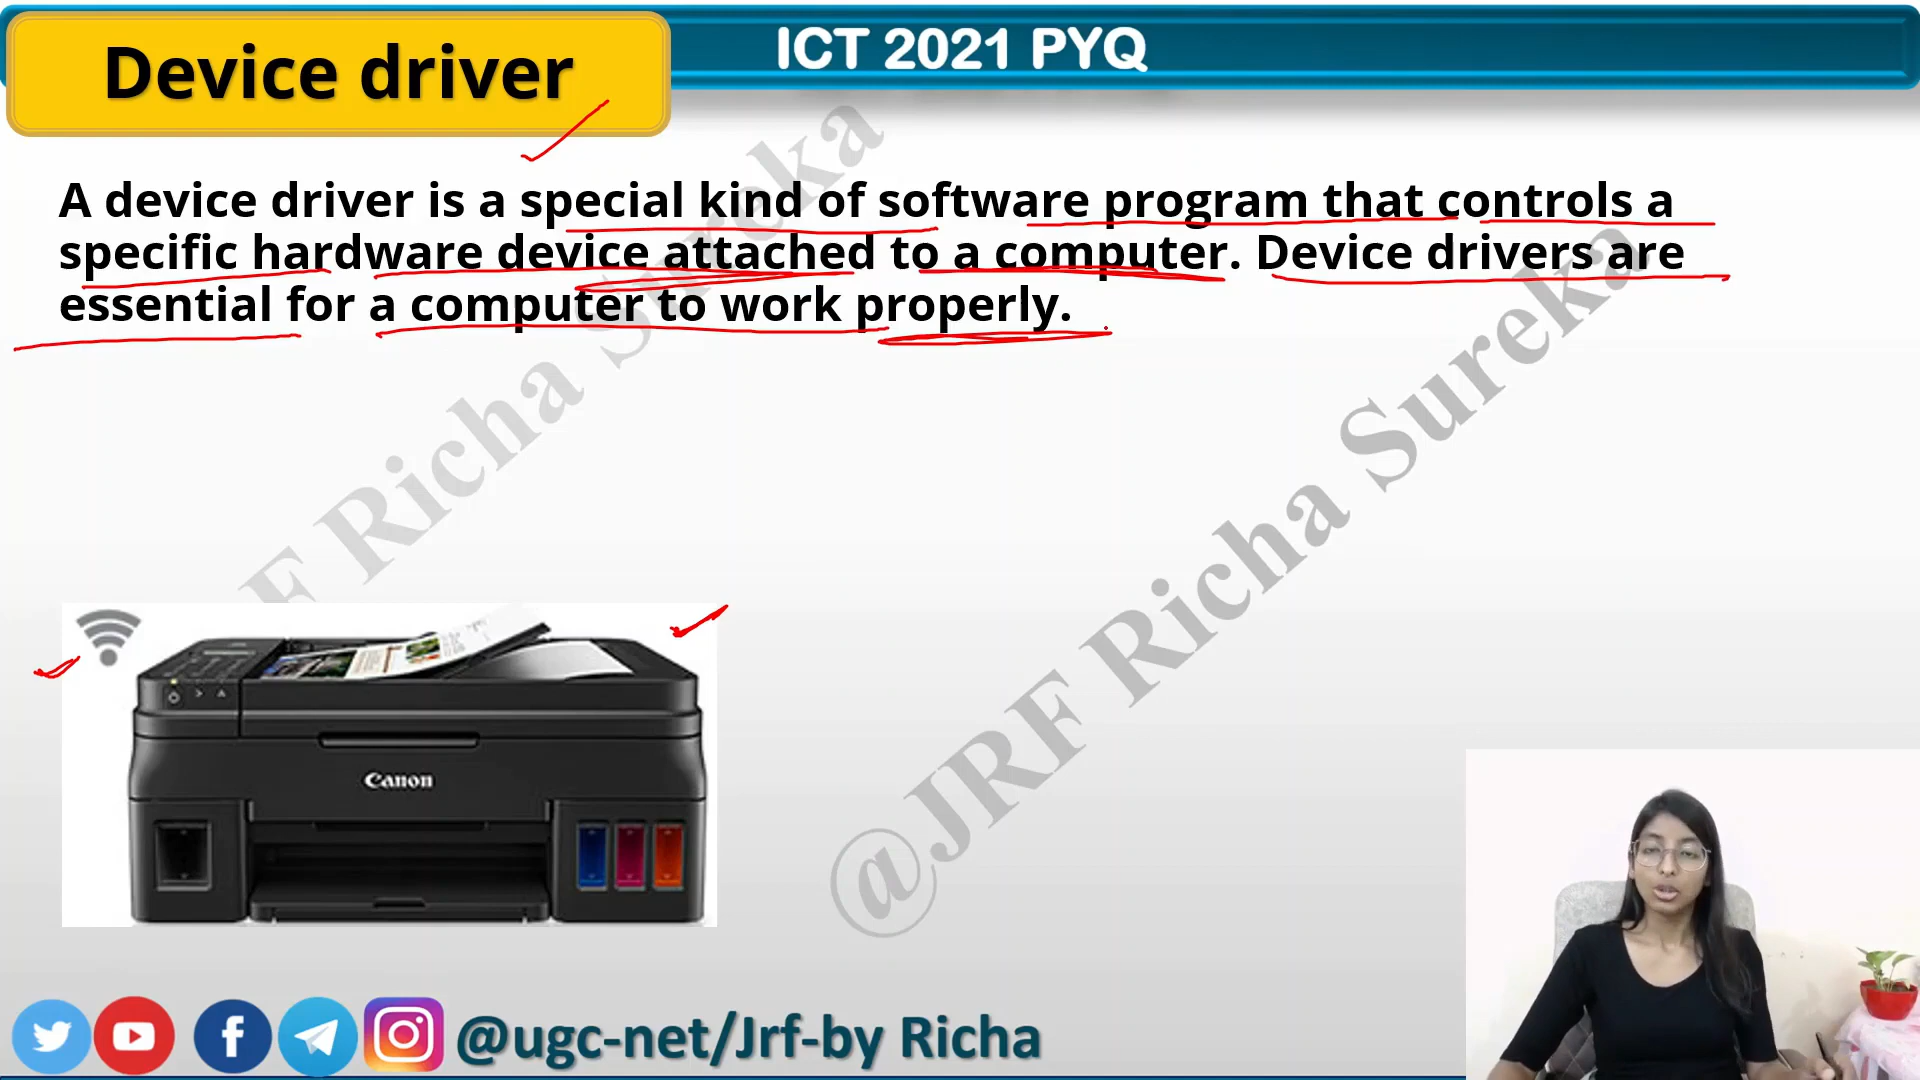 Device driver
ICT 2021 PYQ
A device driver is a special kind of software program that controls a
specific hardware device attached to a computer. Device drivers are
essential for a computer to work properly.
F Richa Sureka
@JRF Richa Sureka
Canon
@ugc-net/Jrf-by Richa